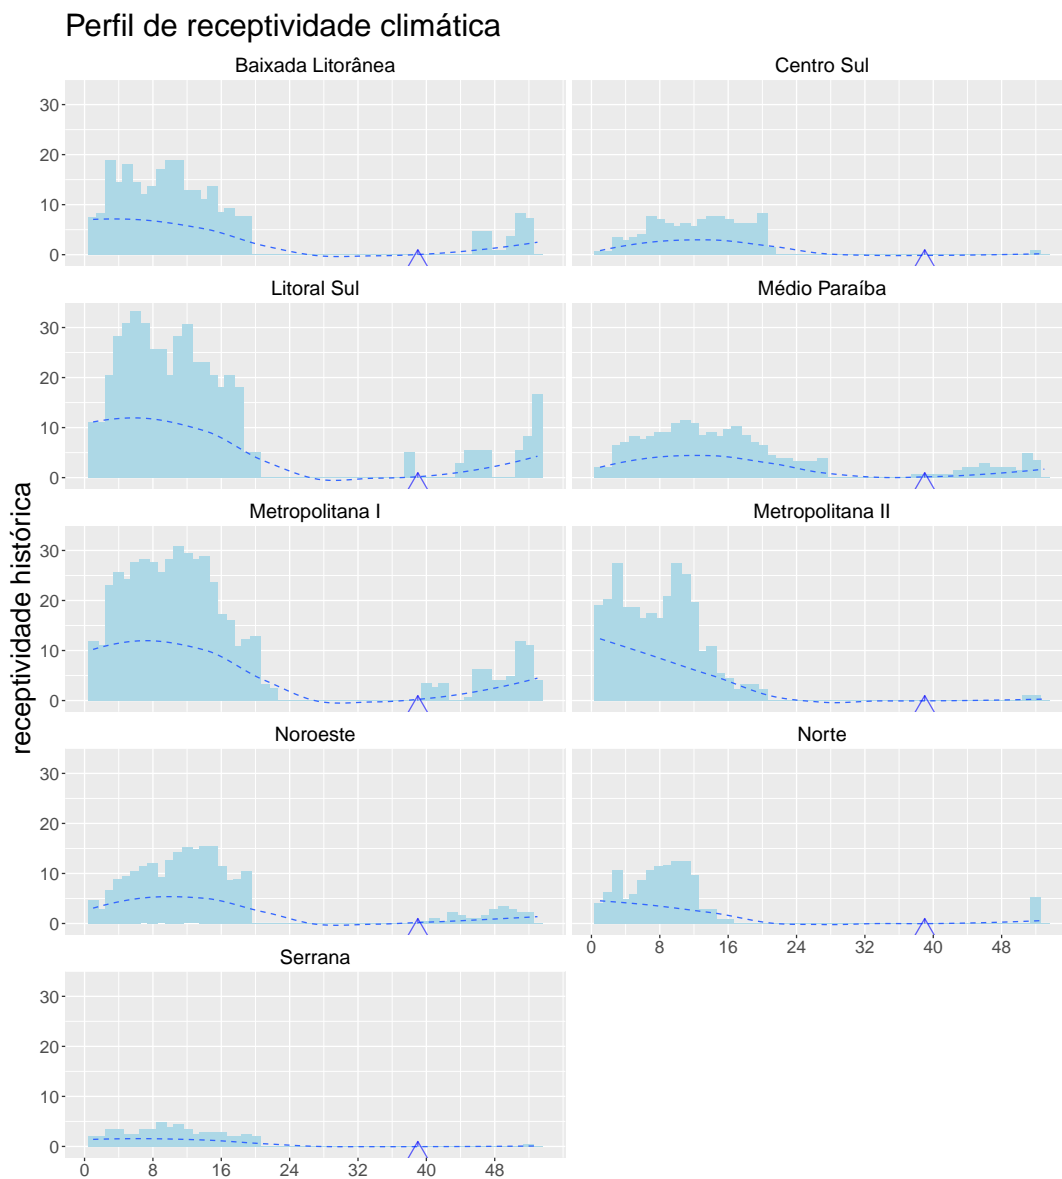 Perfil de receptividade climática
Baixada Litorânea
Centro Sul
30
20
10
0
Litoral Sul
Médio Paraíba
30
20
10
0
Metropolitana I
Metropolitana II
30
20
10
0
Noroeste
Norte
30
20
10
0
0 8 16 24 32 40 48
Serrana
30
20
10
0
0 8 16 24 32 40 48
receptividade histórica